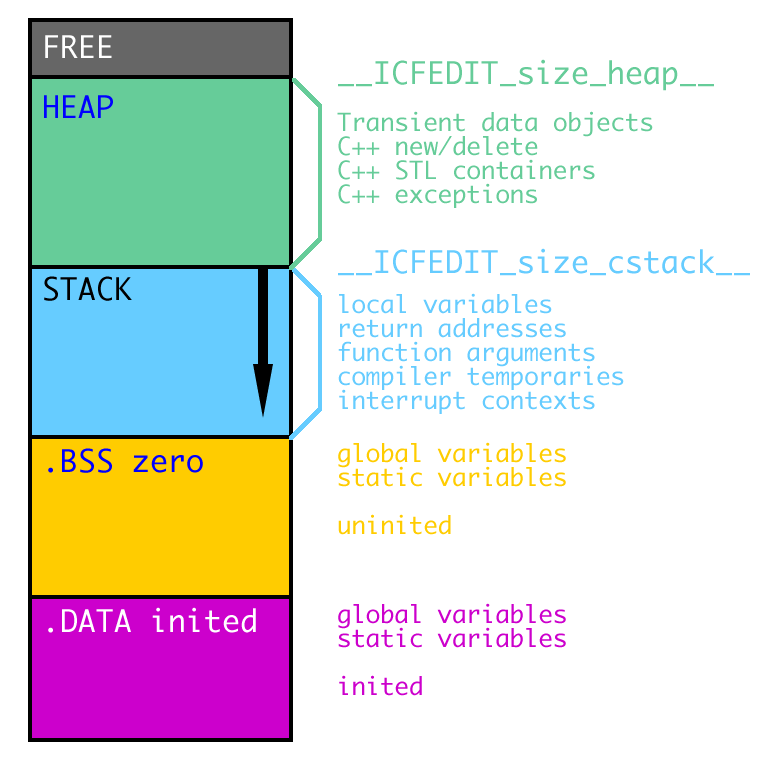 FREE
__ICFEDIT_size_heap__
HEAP
Transient data objects
C++ new/delete
C++ STL containers
C++ exceptions
__ICFEDIT_size_cstack__
STACK
local variables
return addresses
function arguments
compiler temporaries
interrupt contexts
.BSS zero
global variables
static variables
uninited
.DATA inited
global variables
static variables
inited